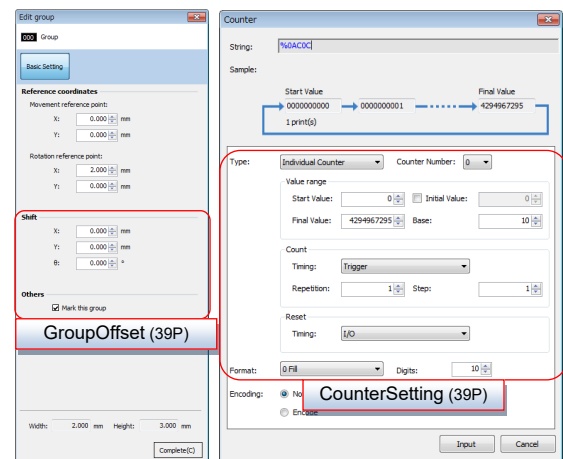 Edit group
000 Group
Basic Setting
Reference coordinates
Movement reference point:
X: 0.000 mm
Y: 0.000 mm
Rotation reference point:
X: 2.000 mm
Y: 0.000 mm
Shift
X: 0.000 mm
Y: 0.000 mm
θ: 0.000 °
Others
Mark this group
GroupOffset (39P)
Width: 2.000 mm Height: 3.000 mm
Complete(C)
Counter
String: %0AC0C
Sample:
Start Value Final Value
0000000000 0000000001 4294967295
1 print(s)
Type: Individual Counter Counter Number: 0
Value range
Start Value: 0 Initial Value: 0
Final Value: 4294967295 Base: 10
Count
Timing: Trigger
Repetition: 1 Step: 1
Reset
Timing: I/O
Format: 0 Fill Digits: 10
Encoding: No
CounterSetting (39P)
Encode
Input Cancel